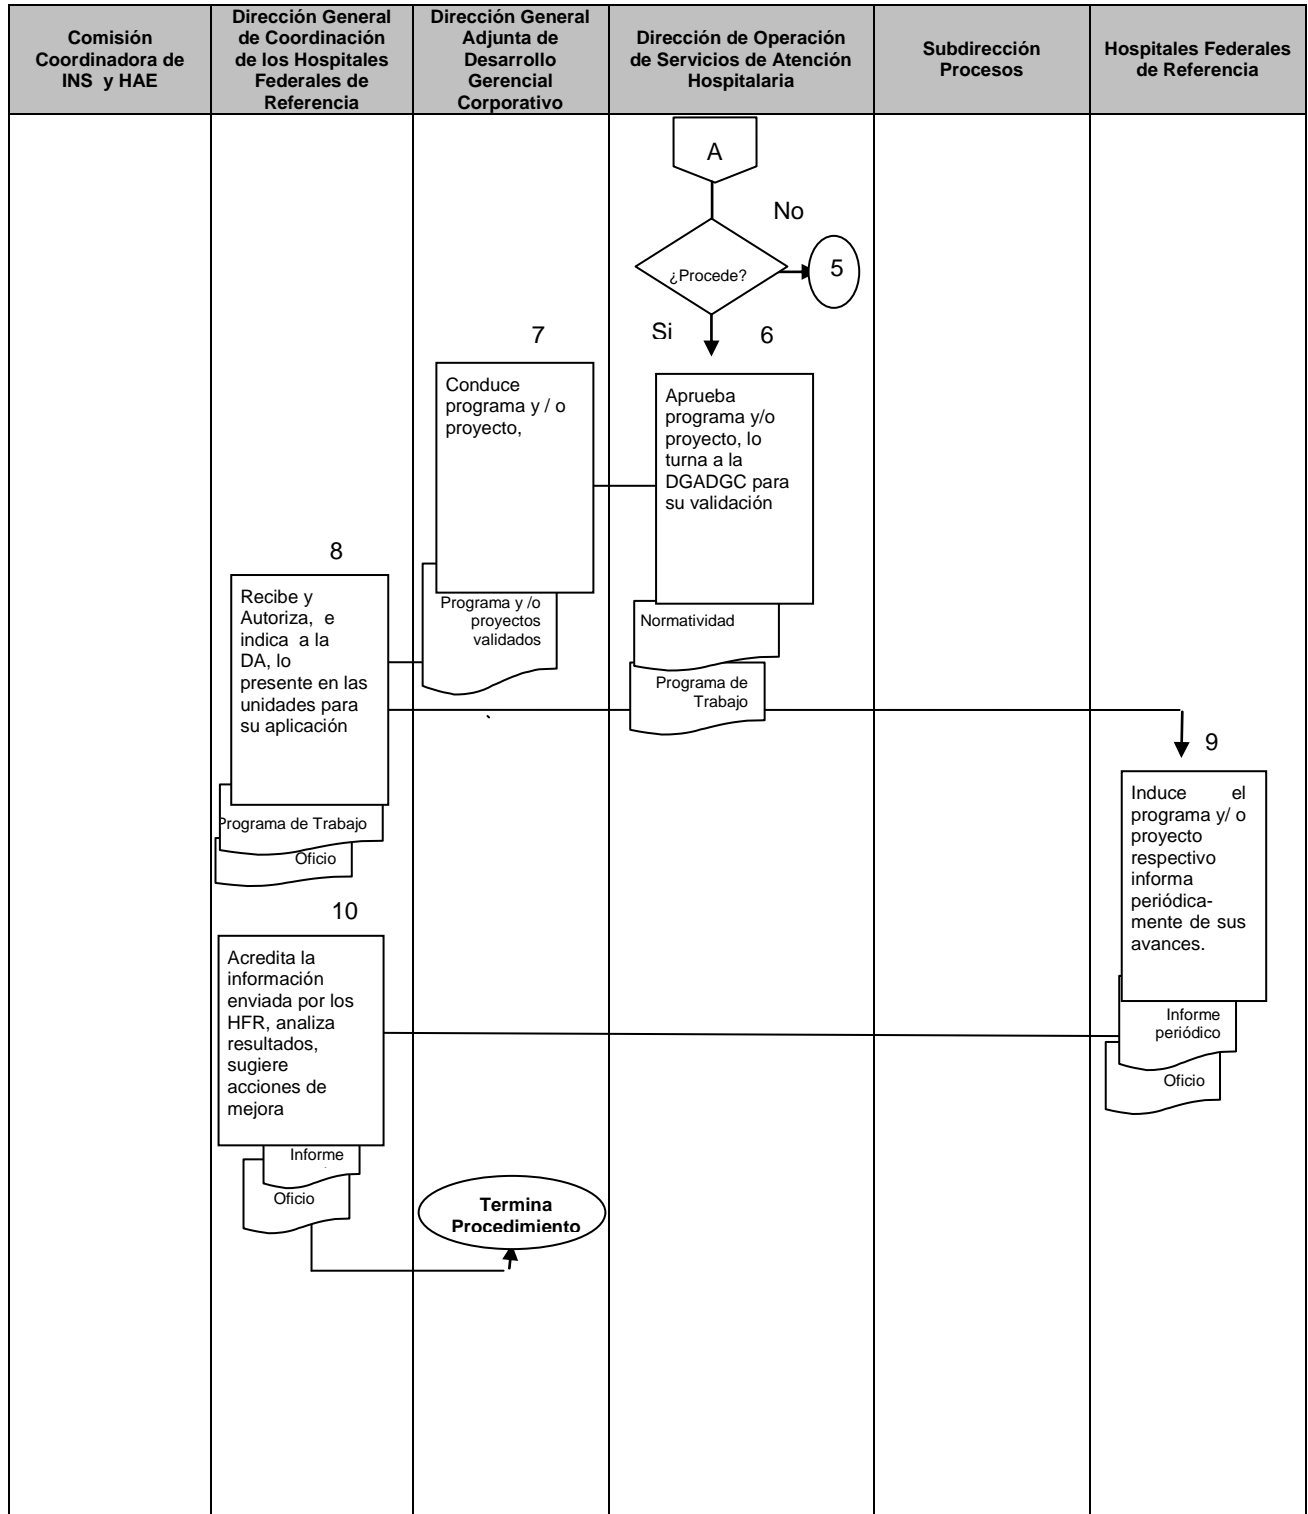 Comisión
Coordinadora de
INS y HAE
Dirección General
de Coordinación
de los Hospitales
Federales de
Referencia
Dirección General
Adjunta de
Desarrollo
Gerencial
Corporativo
Dirección de Operación
de Servicios de Atención
Hospitalaria
Subdirección
Procesos
Hospitales Federales
de Referencia
A
No
¿Procede?
5
Si
6
Aprueba
programa y/o
proyecto, lo
turna a la
DGADGC para
su validación
Normatividad
Programa de
Trabajo
7
Conduce
programa y / o
proyecto,
Programa y /o
proyectos
validados
8
Recibe y
Autoriza, e
indica a la
DA, lo
presente en las
unidades para
su aplicación
Programa de Trabajo
Oficio
9
Induce el
programa y/ o
proyecto
respectivo
informa
periódica-
mente de sus
avances.
Informe
periódico
Oficio
10
Acredita la
información
enviada por los
HFR, analiza
resultados,
sugiere
acciones de
mejora
Informe
Oficio
Termina
Procedimiento